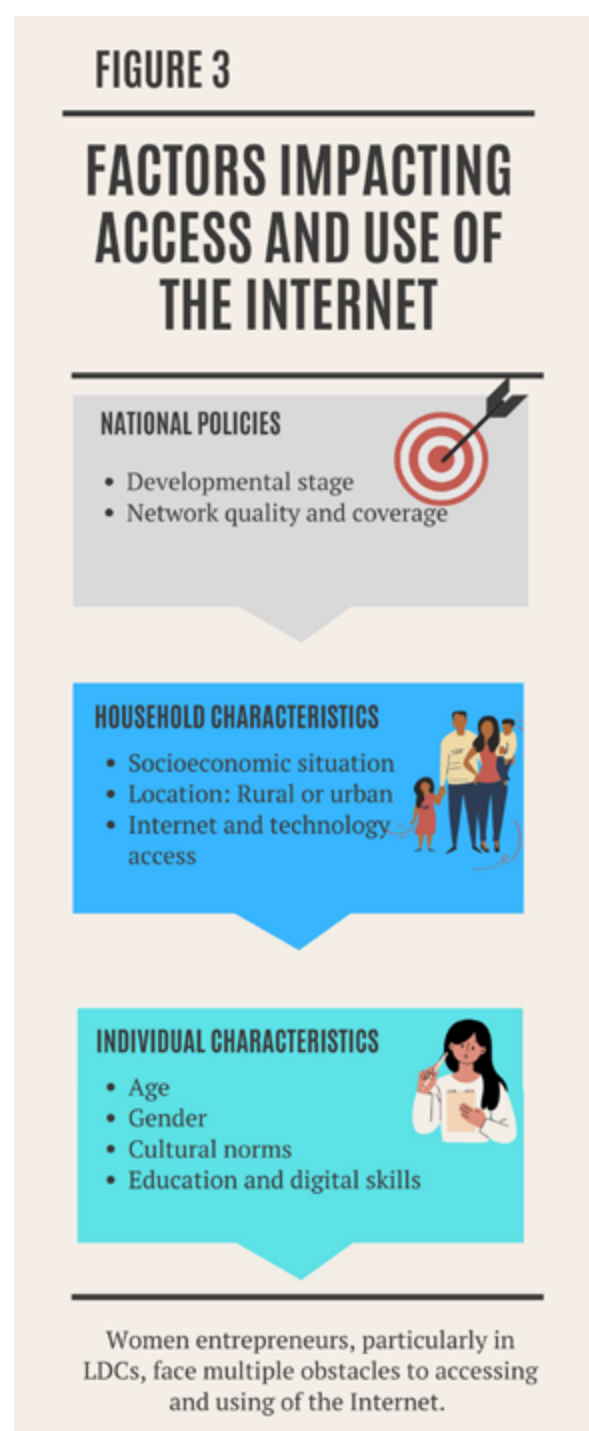 FIGURE 3
FACTORS IMPACTING
ACCESS AND USE OF
THE INTERNET
NATIONAL POLICIES
• Developmental stage
• Network quality and coverage
HOUSEHOLD CHARACTERISTICS
• Socioeconomic situation
• Location: Rural or urban
• Internet and technology
access
INDIVIDUAL CHARACTERISTICS
• Age
• Gender
• Cultural norms
• Education and digital skills
Women entrepreneurs, particularly in
LDCs, face multiple obstacles to accessing
and using of the Internet.